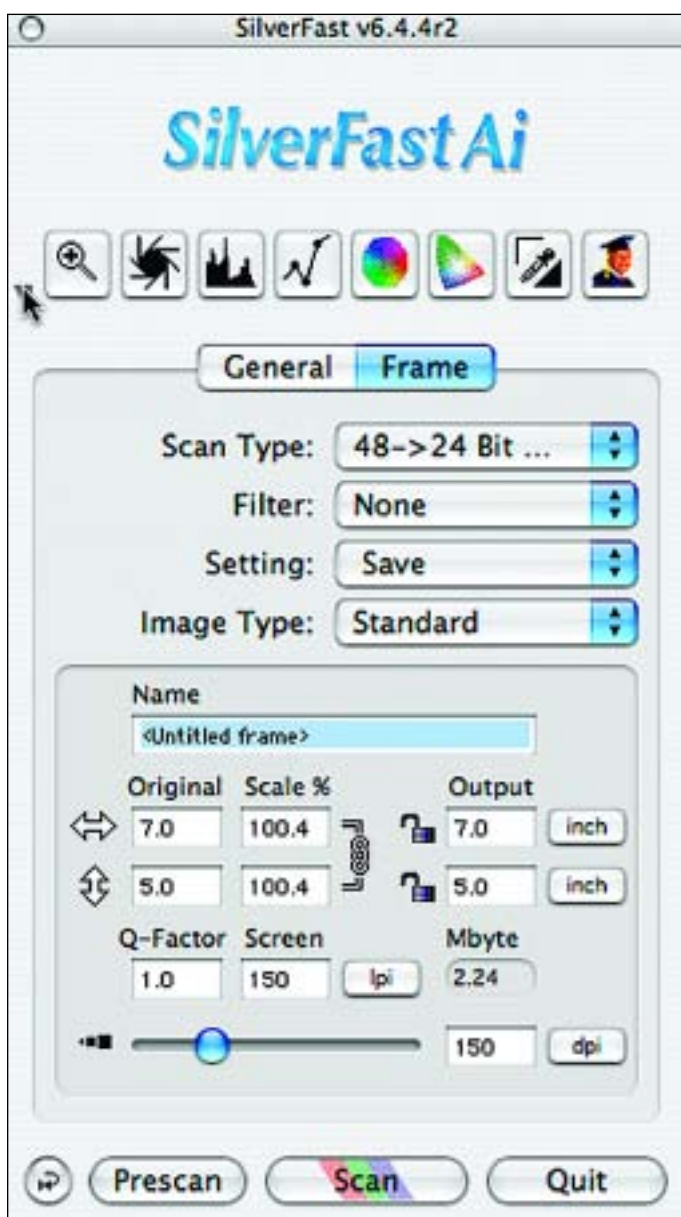 SilverFast v6.4.4r2
SilverFast Ai
General Frame
Scan Type: 48->24 Bit ...
Filter: None
Setting: Save
Image Type: Standard
Name
<Untitled frame>
Original Scale % Output
7.0 100.4 7.0 inch
5.0 100.4 5.0 inch
Q-Factor Screen Mbyte
1.0 150 lpi 2.24
150 dpi
Prescan Scan Quit